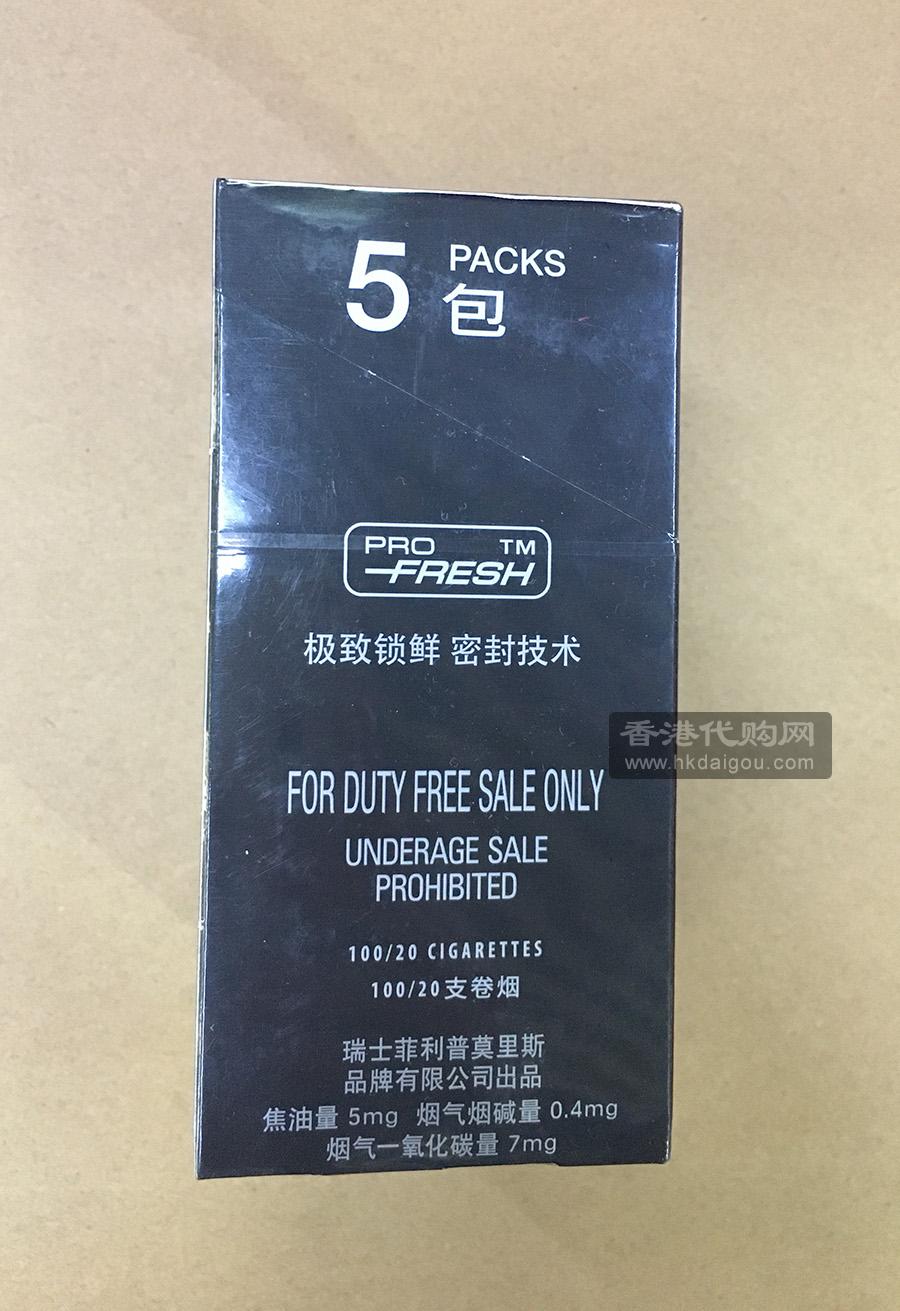 5 PACKS
包
PRO TM
FRESH
极致锁鲜 密封技术
香港代购网
www.hkdaigou.com
FOR DUTY FREE SALE ONLY
UNDERAGE SALE
PROHIBITED
100/20 CIGARETTES
100/20支卷烟
瑞士菲利普莫里斯
品牌有限公司出品
焦油量 5mg 烟气烟碱量 0.4mg
烟气一氧化碳量 7mg